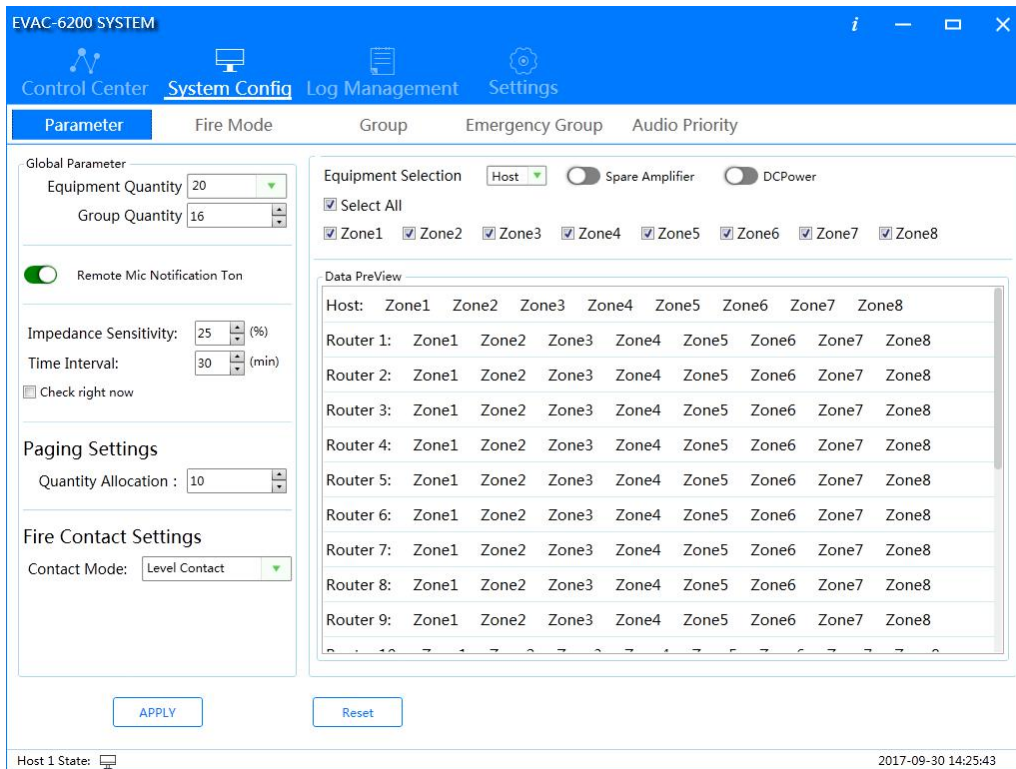 EVAC-6200 SYSTEM
i
Control Center System Config Log Management Settings
Parameter Fire Mode Group Emergency Group Audio Priority
Global Parameter
Equipment Quantity 20
Group Quantity 16
Remote Mic Notification Ton
Impedance Sensitivity: 25 (%)
Time Interval: 30 (min)
Check right now
Paging Settings
Quantity Allocation : 10
Fire Contact Settings
Contact Mode: Level Contact
Equipment Selection Host Spare Amplifier DCPower
Select All
Zone1 Zone2 Zone3 Zone4 Zone5 Zone6 Zone7 Zone8
Data PreView
Host: Zone1 Zone2 Zone3 Zone4 Zone5 Zone6 Zone7 Zone8
Router 1: Zone1 Zone2 Zone3 Zone4 Zone5 Zone6 Zone7 Zone8
Router 2: Zone1 Zone2 Zone3 Zone4 Zone5 Zone6 Zone7 Zone8
Router 3: Zone1 Zone2 Zone3 Zone4 Zone5 Zone6 Zone7 Zone8
Router 4: Zone1 Zone2 Zone3 Zone4 Zone5 Zone6 Zone7 Zone8
Router 5: Zone1 Zone2 Zone3 Zone4 Zone5 Zone6 Zone7 Zone8
Router 6: Zone1 Zone2 Zone3 Zone4 Zone5 Zone6 Zone7 Zone8
Router 7: Zone1 Zone2 Zone3 Zone4 Zone5 Zone6 Zone7 Zone8
Router 8: Zone1 Zone2 Zone3 Zone4 Zone5 Zone6 Zone7 Zone8
Router 9: Zone1 Zone2 Zone3 Zone4 Zone5 Zone6 Zone7 Zone8
APPLY Reset
Host 1 State: 2017-09-30 14:25:43